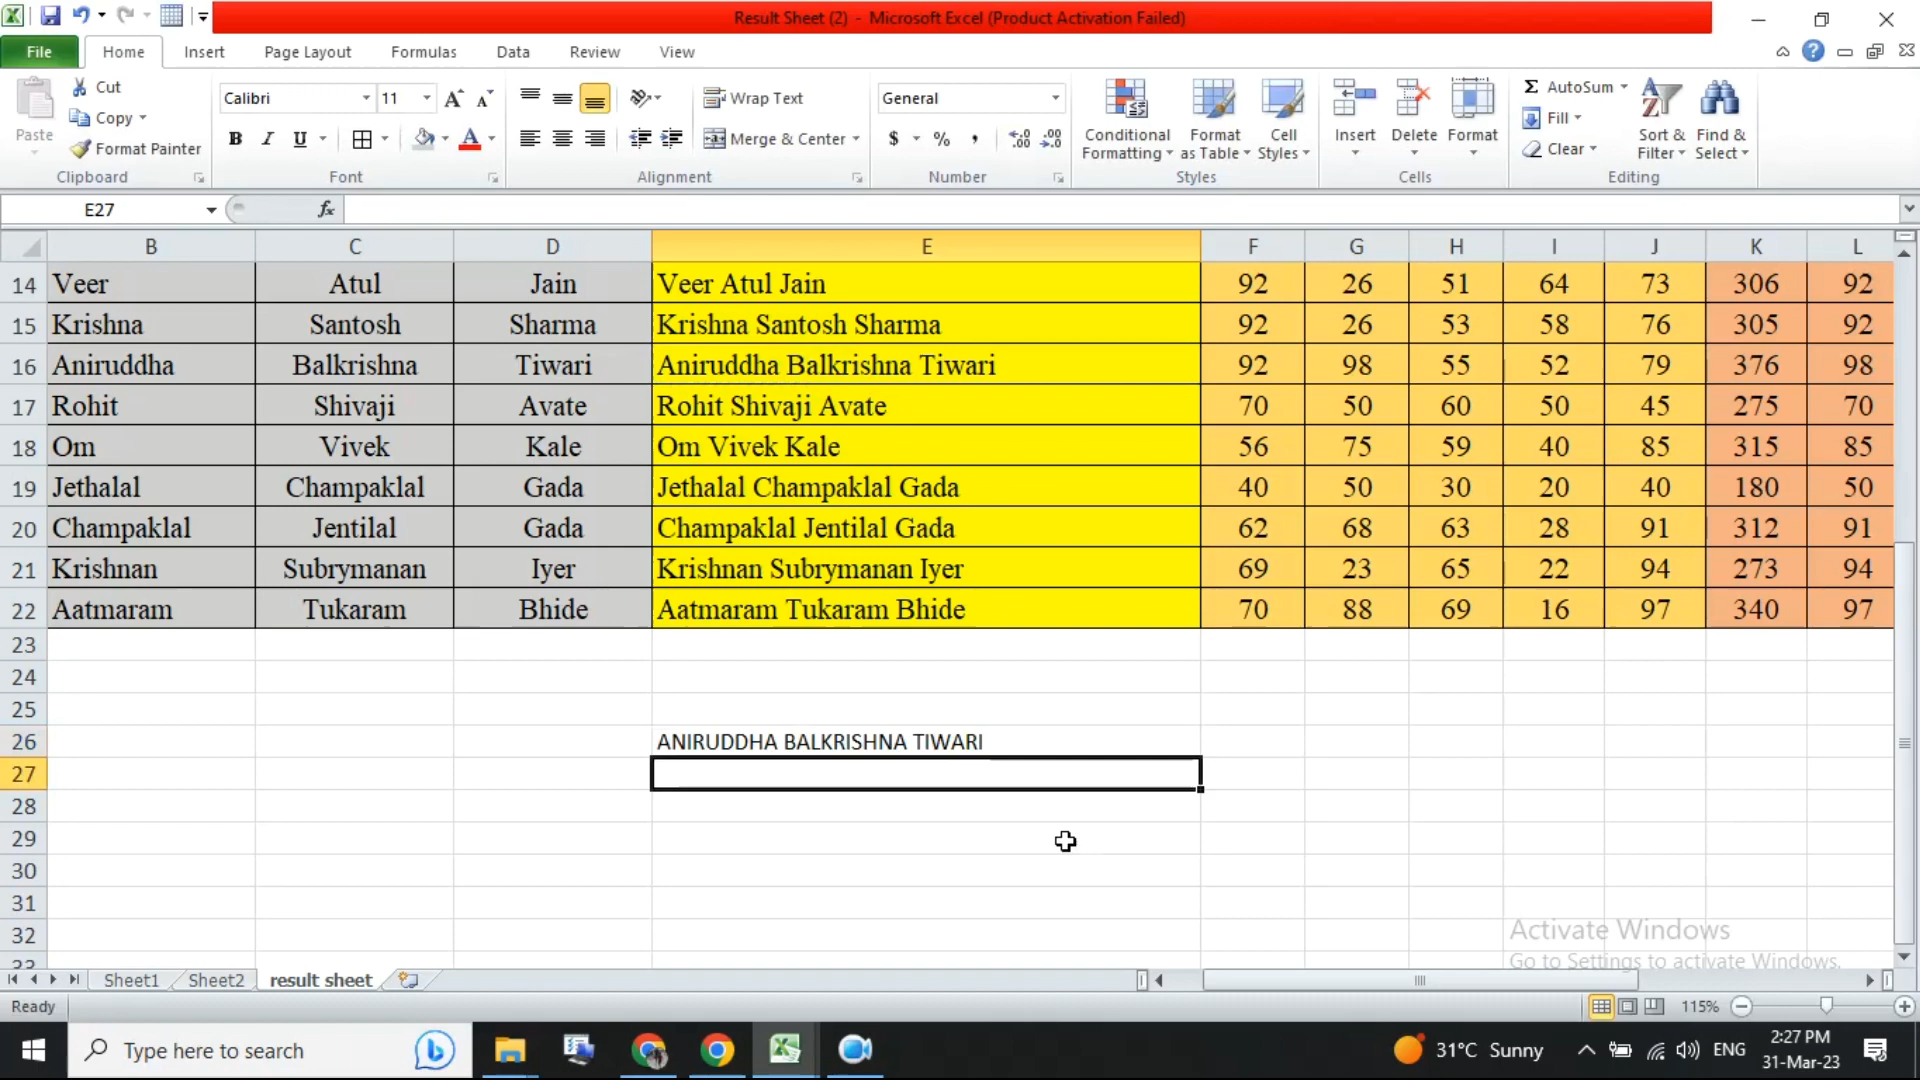 Result Sheet (2) - Microsoft Excel (Product Activation Failed)
File Home Insert Page Layout Formulas Data Review View
Paste
Cut
Copy
Format Painter
Clipboard
Calibri 11
B I U A
Font
Wrap Text
Merge & Center
Alignment
General
$ % ,
Number
Conditional Formatting
Format as Table
Cell Styles
Styles
Insert Delete Format
Cells
Σ AutoSum
Fill
Clear
Sort & Filter
Find & Select
Editing
E27 fx
B C D E F G H I J K L
14 Veer Atul Jain Veer Atul Jain 92 26 51 64 73 306 92
15 Krishna Santosh Sharma Krishna Santosh Sharma 92 26 53 58 76 305 92
16 Aniruddha Balkrishna Tiwari Aniruddha Balkrishna Tiwari 92 98 55 52 79 376 98
17 Rohit Shivaji Avate Rohit Shivaji Avate 70 50 60 50 45 275 70
18 Om Vivek Kale Om Vivek Kale 56 75 59 40 85 315 85
19 Jethalal Champaklal Gada Jethalal Champaklal Gada 40 50 30 20 40 180 50
20 Champaklal Jentilal Gada Champaklal Jentilal Gada 62 68 63 28 91 312 91
21 Krishnan Subrymanan Iyer Krishnan Subrymanan Iyer 69 23 65 22 94 273 94
22 Aatmaram Tukaram Bhide Aatmaram Tukaram Bhide 70 88 69 16 97 340 97
23
24
25
26 ANIRUDDHA BALKRISHNA TIWARI
27
28
29
30
31
32
33
Activate Windows
Go to Settings to activate Windows.
Sheet1 Sheet2 result sheet
Ready 115%
Type here to search
31°C Sunny ENG
2:27 PM
31-Mar-23